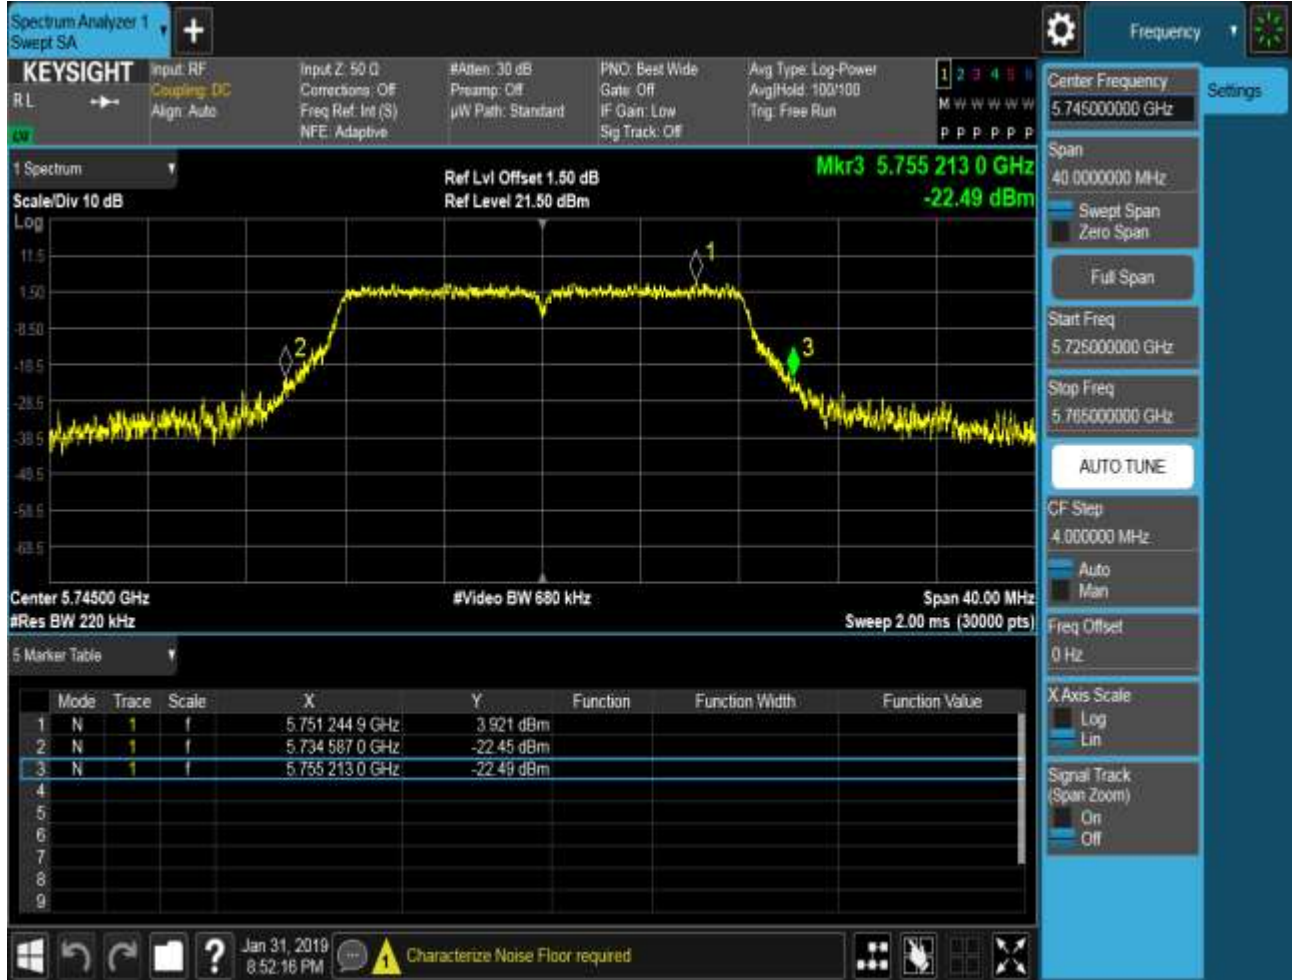 Spectrum Analyzer 1
Swept SA
+
Frequency
KEYSIGHT
RL
Input: RF
Coupling: DC
Align: Auto
Input Z: 50 Ω
Corrections: Off
Freq Ref: Int (S)
NFE: Adaptive
#Atten: 30 dB
Preamp: Off
µW Path: Standard
PNO: Best Wide
Gate: Off
IF Gain: Low
Sig Track: Off
Avg Type: Log-Power
Avg|Hold: 100/100
Trig: Free Run
1 2 3 4 5 6
M W W W W W
P P P P P P
1 Spectrum
Scale/Div 10 dB
Ref Lvl Offset 1.50 dB
Ref Level 21.50 dBm
Mkr3 5.755 213 0 GHz
-22.49 dBm
Log
11.5
1.50
-8.50
-18.5
-28.5
-38.5
-48.5
-58.5
-68.5
1
2
3
Center 5.74500 GHz
#Video BW 680 kHz
Span 40.00 MHz
#Res BW 220 kHz
Sweep 2.00 ms (30000 pts)
5 Marker Table
Mode Trace Scale X Y Function Function Width Function Value
1 N 1 f 5.751 244 9 GHz 3.921 dBm
2 N 1 f 5.734 587 0 GHz -22.45 dBm
3 N 1 f 5.755 213 0 GHz -22.49 dBm
4
5
6
7
8
9
Center Frequency
5.745000000 GHz
Settings
Span
40.0000000 MHz
Swept Span
Zero Span
Full Span
Start Freq
5.725000000 GHz
Stop Freq
5.765000000 GHz
AUTO TUNE
CF Step
4.000000 MHz
Auto
Man
Freq Offset
0 Hz
X Axis Scale
Log
Lin
Signal Track
(Span Zoom)
On
Off
?
Jan 31, 2019
8:52:16 PM
1
Characterize Noise Floor required